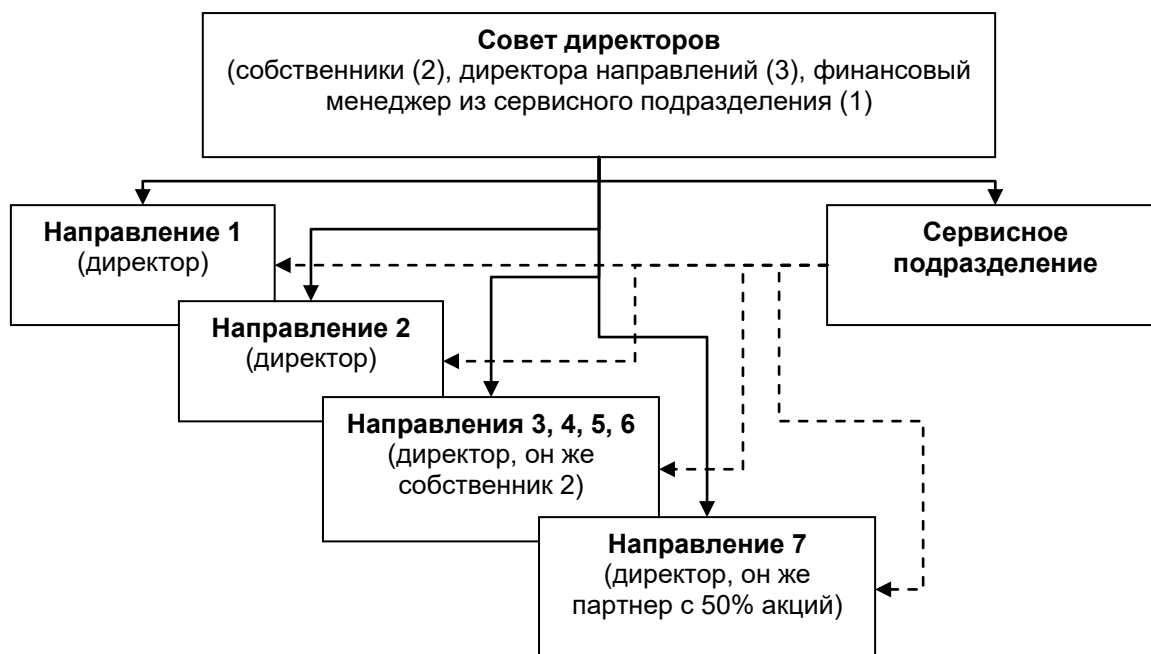 Совет директоров
(собственники (2), директора направлений (3), финансовый
менеджер из сервисного подразделения (1)
Направление 1
(директор)
Сервисное
подразделение
Направление 2
(директор)
Направления 3, 4, 5, 6
(директор, он же
собственник 2)
Направление 7
(директор, он же
партнер с 50% акций)